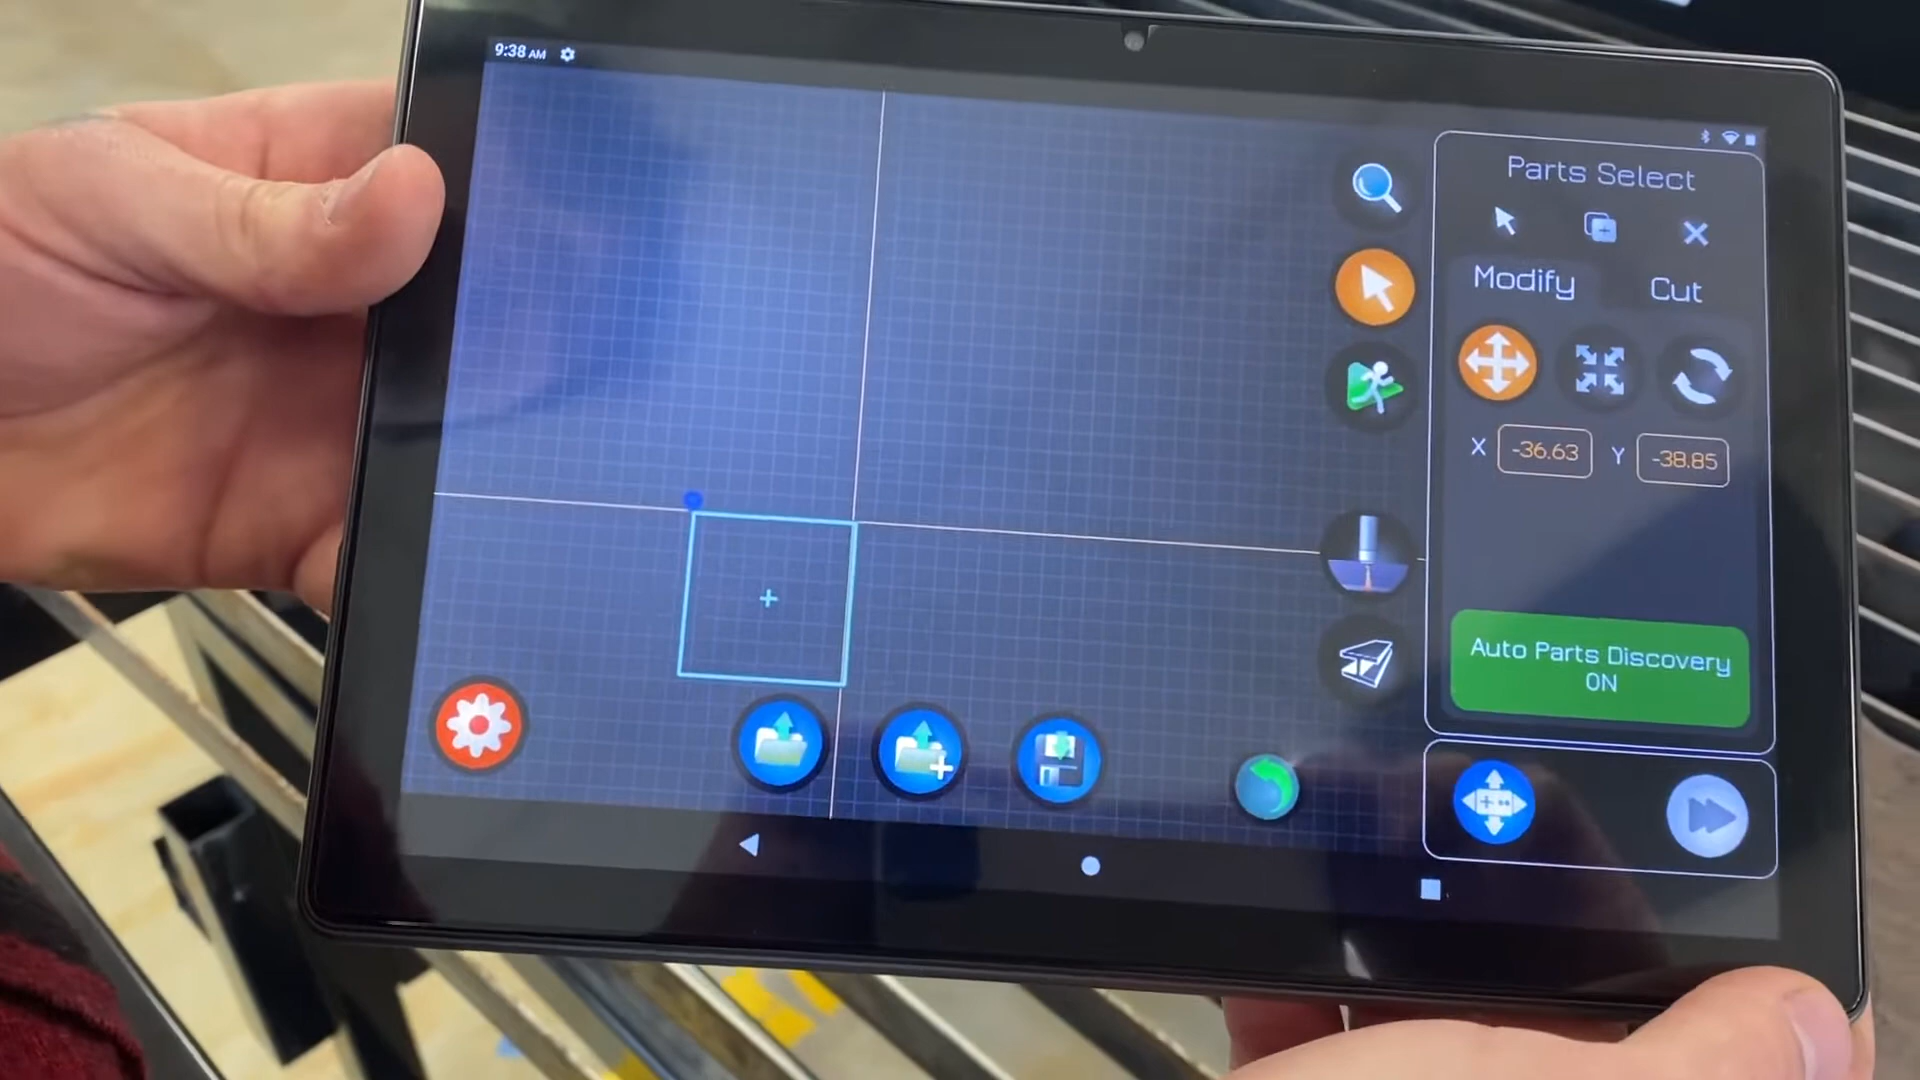 9:38 AM
Parts Select
Modify Cut
X -36.63 Y -38.85
Auto Parts Discovery
ON